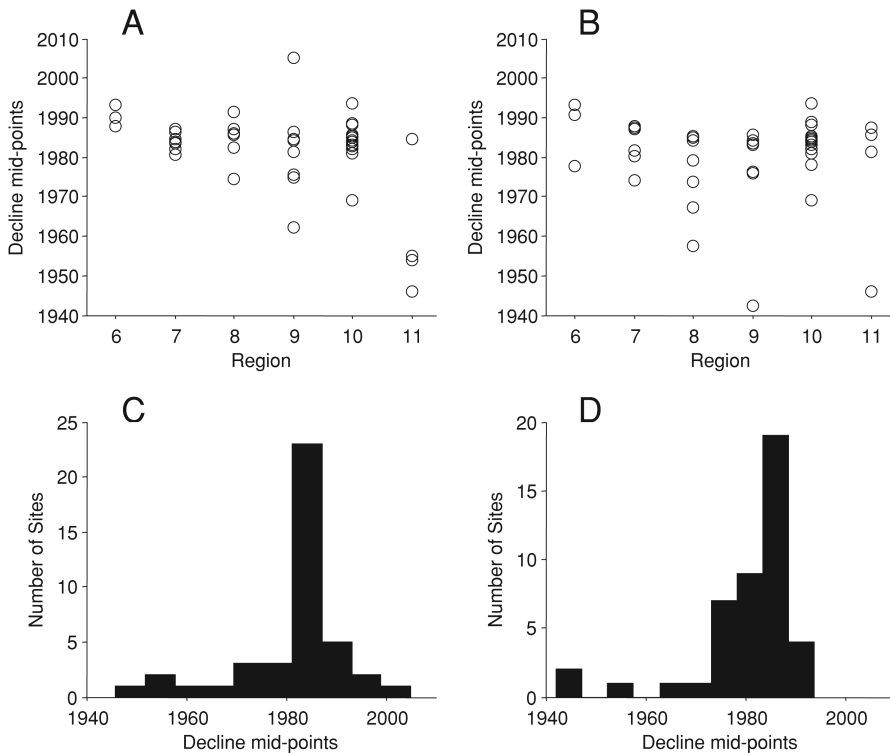 A
B
2010
2000
1990
1980
1970
1960
1950
1940
Decline mid-points
6 7 8 9 10 11
Region
2010
2000
1990
1980
1970
1960
1950
1940
Decline mid-points
6 7 8 9 10 11
Region
C
D
25
20
15
10
5
0
Number of Sites
1940 1960 1980 2000
Decline mid-points
20
15
10
5
0
Number of Sites
1940 1960 1980 2000
Decline mid-points